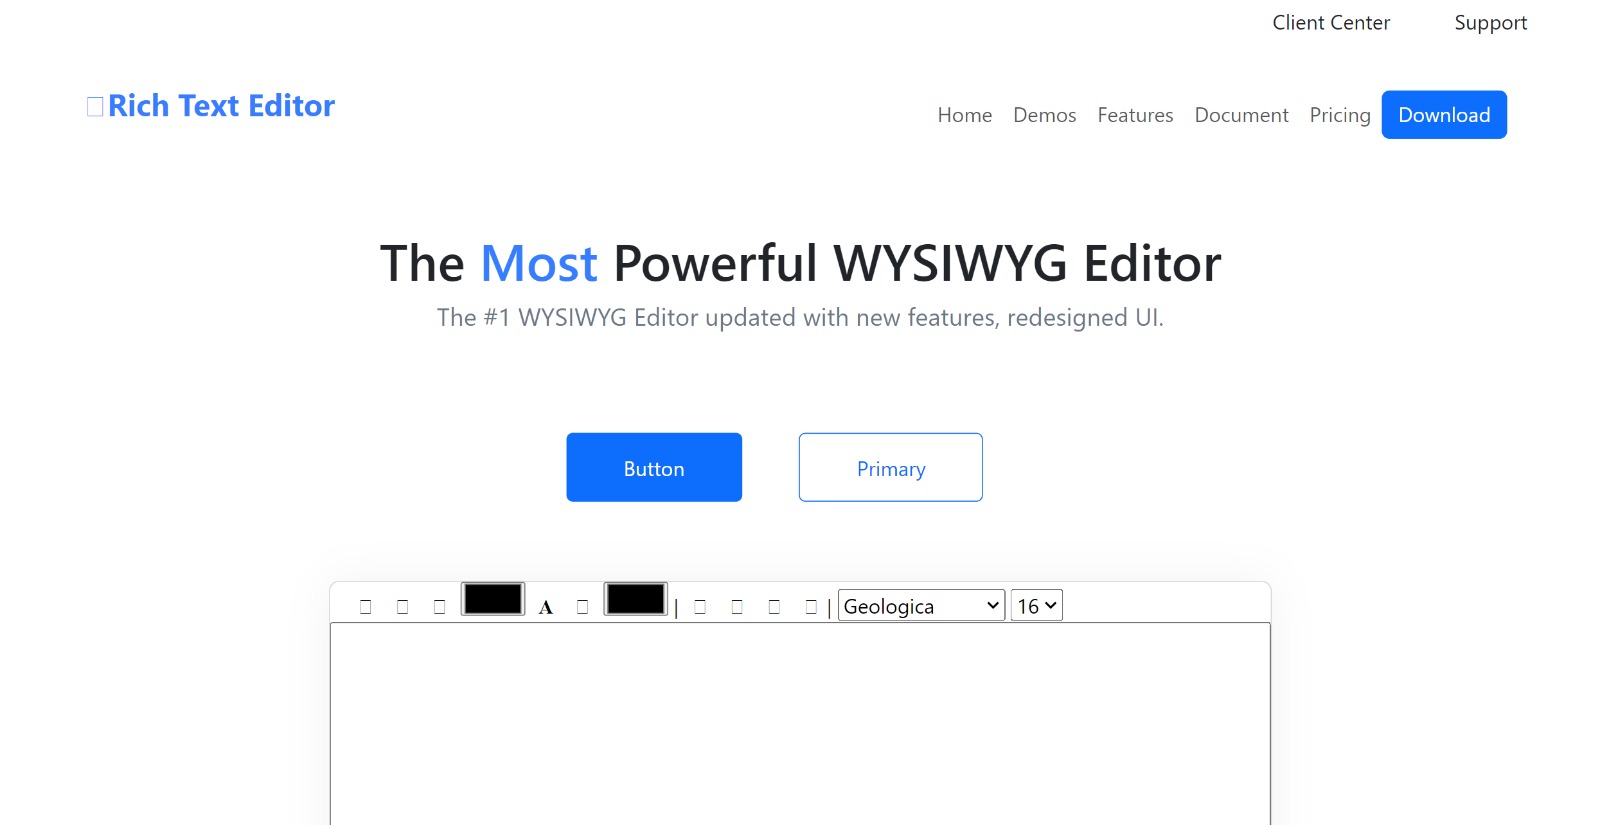 Client Center Support
Rich Text Editor
Home Demos Features Document Pricing Download
The Most Powerful WYSIWYG Editor
The #1 WYSIWYG Editor updated with new features, redesigned UI.
Button Primary
A | | Geologica 16